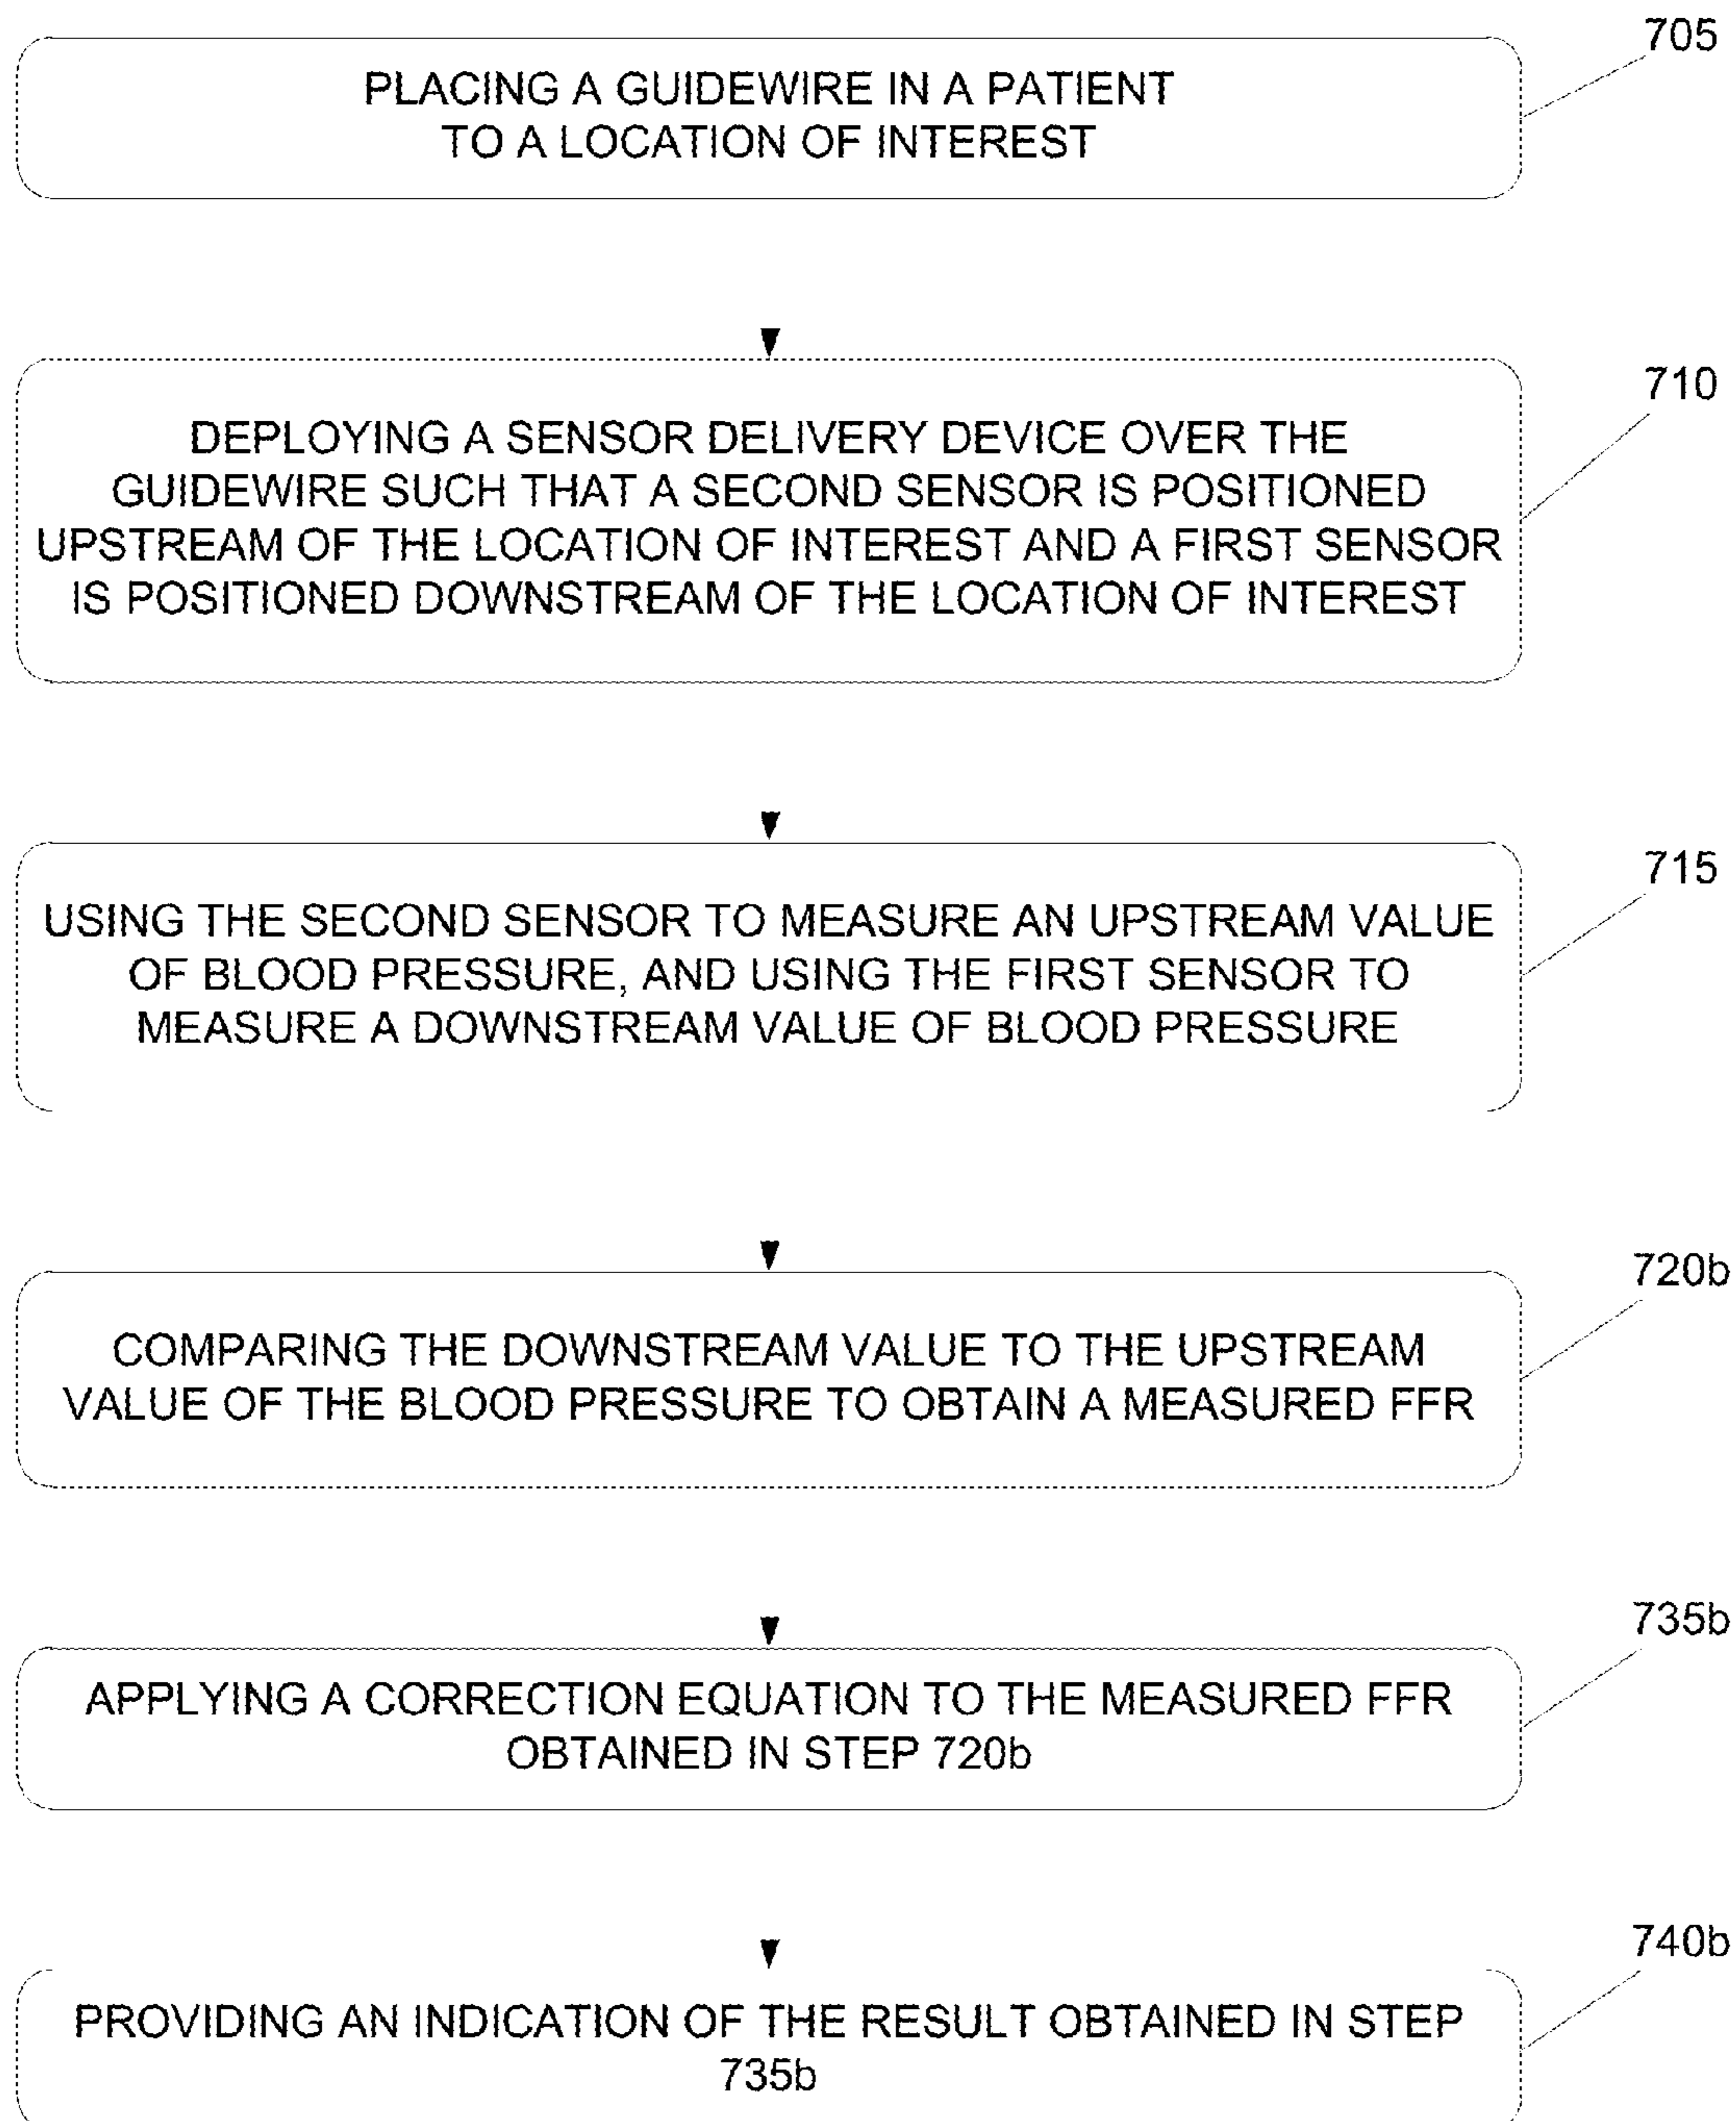 705
PLACING A GUIDEWIRE IN A PATIENT
TO A LOCATION OF INTEREST
710
DEPLOYING A SENSOR DELIVERY DEVICE OVER THE
GUIDEWIRE SUCH THAT A SECOND SENSOR IS POSITIONED
UPSTREAM OF THE LOCATION OF INTEREST AND A FIRST SENSOR
IS POSITIONED DOWNSTREAM OF THE LOCATION OF INTEREST
715
USING THE SECOND SENSOR TO MEASURE AN UPSTREAM VALUE
OF BLOOD PRESSURE, AND USING THE FIRST SENSOR TO
MEASURE A DOWNSTREAM VALUE OF BLOOD PRESSURE
720b
COMPARING THE DOWNSTREAM VALUE TO THE UPSTREAM
VALUE OF THE BLOOD PRESSURE TO OBTAIN A MEASURED FFR
735b
APPLYING A CORRECTION EQUATION TO THE MEASURED FFR
OBTAINED IN STEP 720b
740b
PROVIDING AN INDICATION OF THE RESULT OBTAINED IN STEP
735b